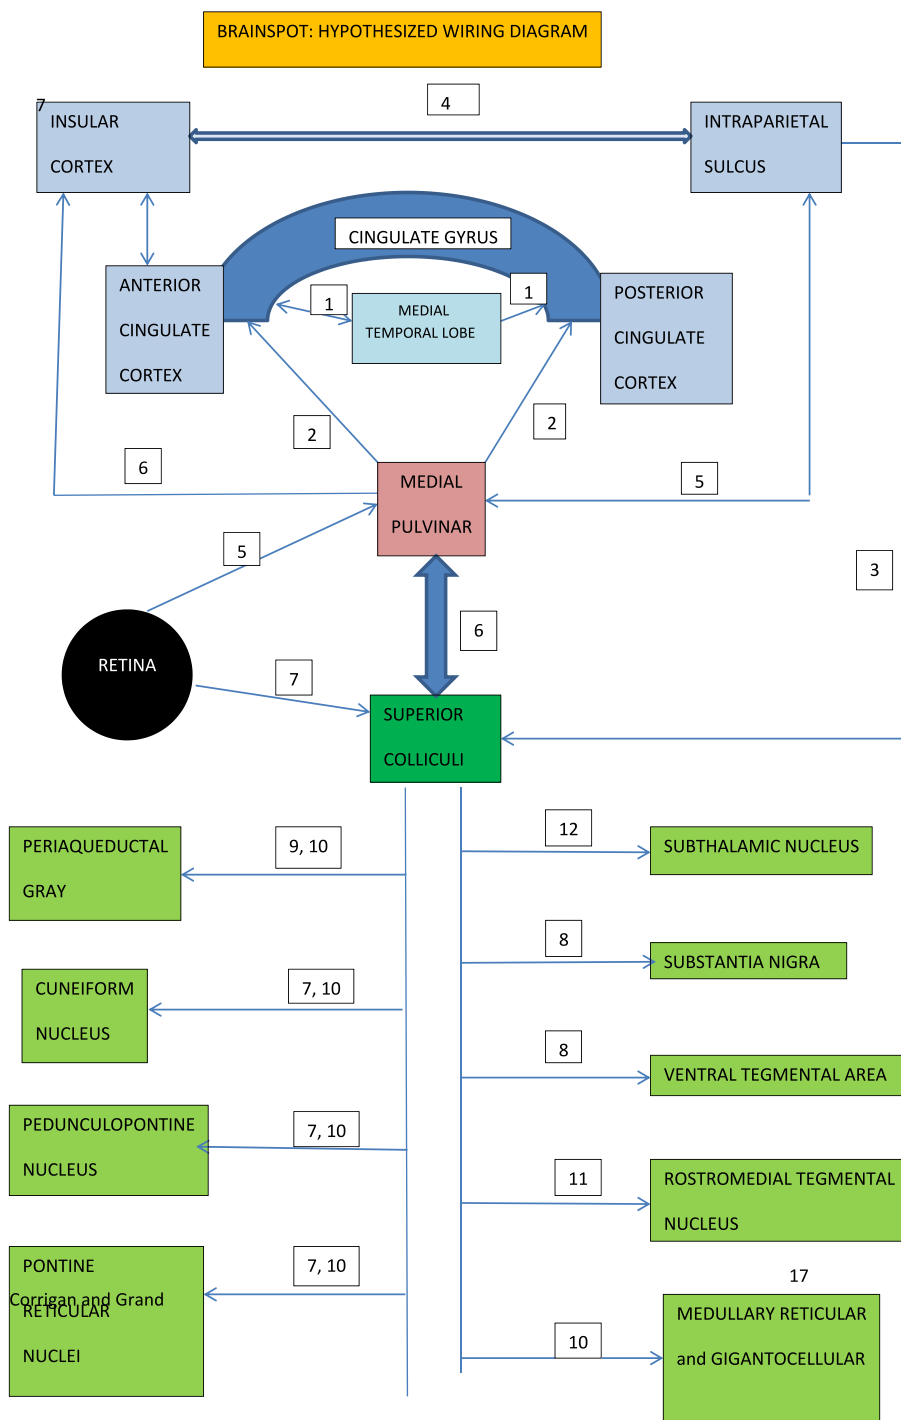 BRAINSPOT: HYPOTHESIZED WIRING DIAGRAM
4
7
INSULAR
CORTEX
INTRAPARIETAL
SULCUS
CINGULATE GYRUS
ANTERIOR
CINGULATE
CORTEX
1
MEDIAL
TEMPORAL LOBE
1
POSTERIOR
CINGULATE
CORTEX
2
2
6
MEDIAL
PULVINAR
5
5
3
6
RETINA
7
SUPERIOR
COLLICULI
PERIAQUEDUCTAL
GRAY
9, 10
12
SUBTHALAMIC NUCLEUS
CUNEIFORM
NUCLEUS
7, 10
8
SUBSTANTIA NIGRA
8
VENTRAL TEGMENTAL AREA
PEDUNCULOPONTINE
NUCLEUS
7, 10
11
ROSTROMEDIAL TEGMENTAL
NUCLEUS
PONTINE
RETICULAR
NUCLEI
7, 10
Corrigan and Grand
17
10
MEDULLARY RETICULAR
and GIGANTOCELLULAR